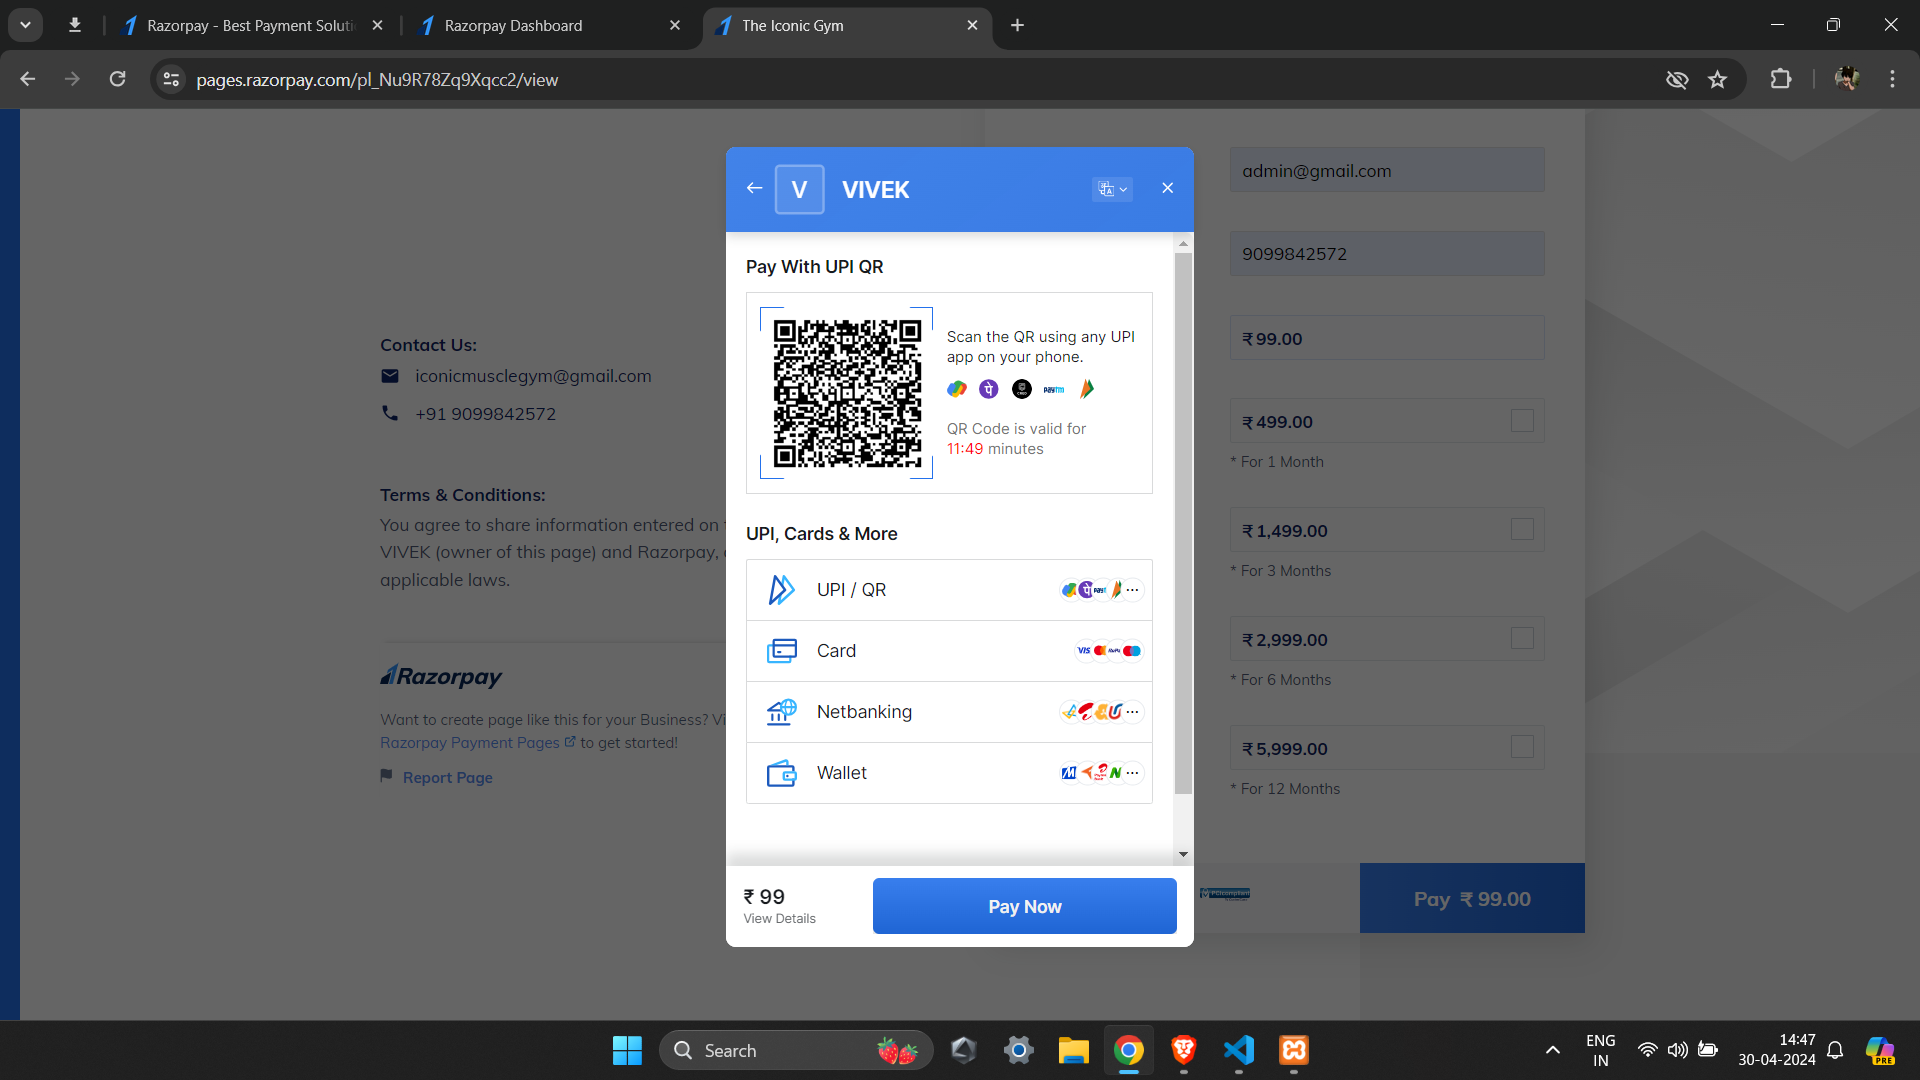 Razorpay - Best Payment Soluti
Razorpay Dashboard
The Iconic Gym
pages.razorpay.com/pl_Nu9R78Zq9Xqcc2/view
V
VIVEK
Pay With UPI QR
Scan the QR using any UPI
app on your phone.
QR Code is valid for
11:49 minutes
UPI, Cards & More
UPI / QR
Card
VISA
Netbanking
Wallet
₹ 99
View Details
Pay Now
Contact Us:
iconicmusclegym@gmail.com
+91 9099842572
Terms & Conditions:
You agree to share information entered on
VIVEK (owner of this page) and Razorpay,
applicable laws.
Razorpay
Want to create page like this for your Business? Vi
Razorpay Payment Pages to get started!
Report Page
admin@gmail.com
9099842572
₹ 99.00
₹ 499.00
* For 1 Month
₹ 1,499.00
* For 3 Months
₹ 2,999.00
* For 6 Months
₹ 5,999.00
* For 12 Months
Pay ₹ 99.00
Search
ENG
IN
14:47
30-04-2024
PRE